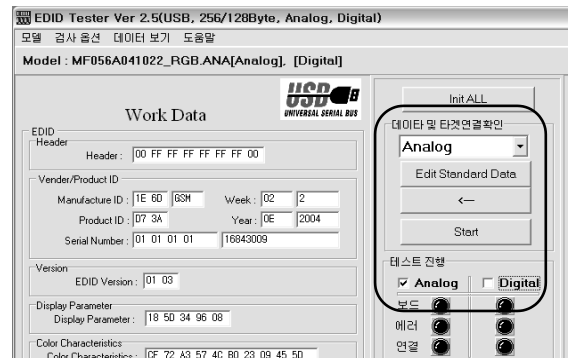 EDID Tester Ver 2.5(USB, 256/128Byte, Analog, Digital)
모델 검사 옵션 데이터 보기 도움말
Model : MF056A041022_RGB.ANA[Analog], [Digital]
Work Data
USB
UNIVERSAL SERIAL BUS
EDID
Header
Header : 00 FF FF FF FF FF FF 00
Vender/Product ID
Manufacture ID : 1E 6D GSM Week : 02 2
Product ID : D7 3A Year : 0E 2004
Serial Number : 01 01 01 01 16843009
Version
EDID Version : 01 03
Display Parameter
Display Parameter : 18 5D 34 96 08
Color Characteristics
Color Characteristics : CF 72 A3 57 4C B0 23 09 45 5D
Init ALL
데이타 및 타겟연결확인
Analog
Edit Standard Data
<--
Start
테스트 진행
Analog Digital
보드
에러
연결